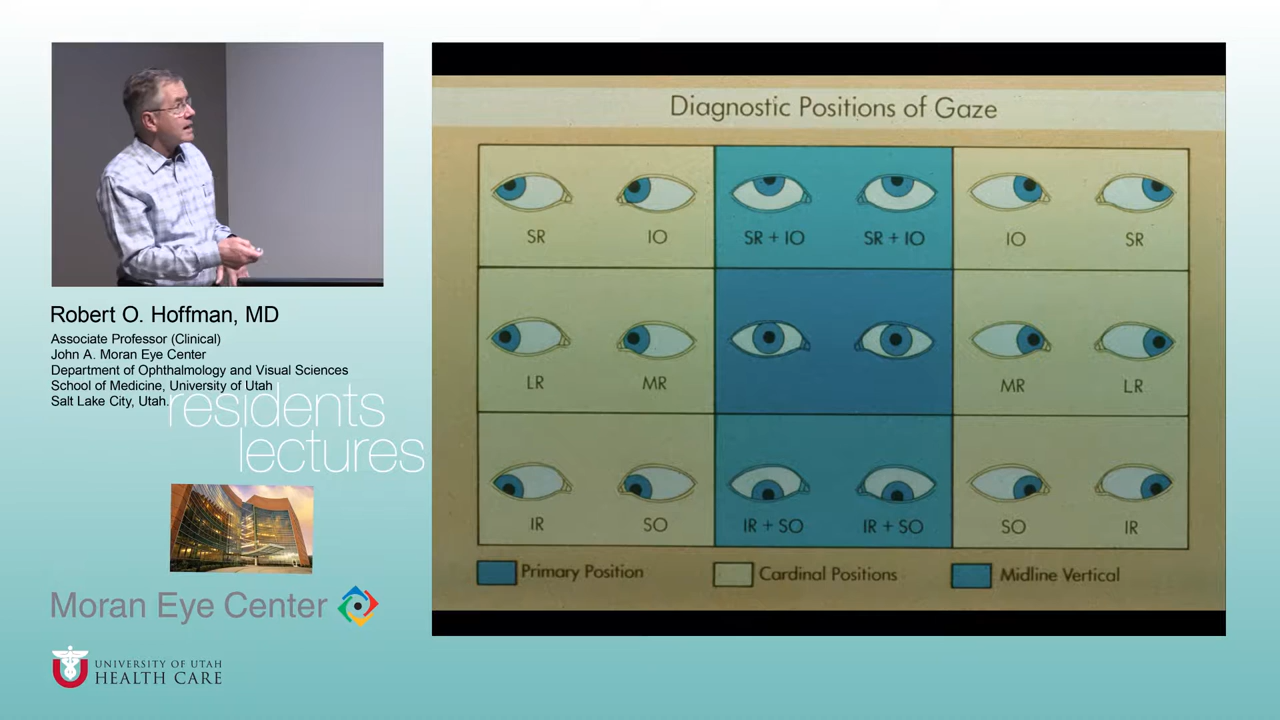 Diagnostic Positions of Gaze
SR IO SR + IO SR + IO IO SR
LR MR MR LR
IR SO IR + SO IR + SO SO IR
Primary Position Cardinal Positions Midline Vertical
Robert O. Hoffman, MD
Associate Professor (Clinical)
John A. Moran Eye Center
Department of Ophthalmology and Visual Sciences
School of Medicine, University of Utah
Salt Lake City, Utah.
residents
lectures
Moran Eye Center
UNIVERSITY OF UTAH
HEALTH CARE